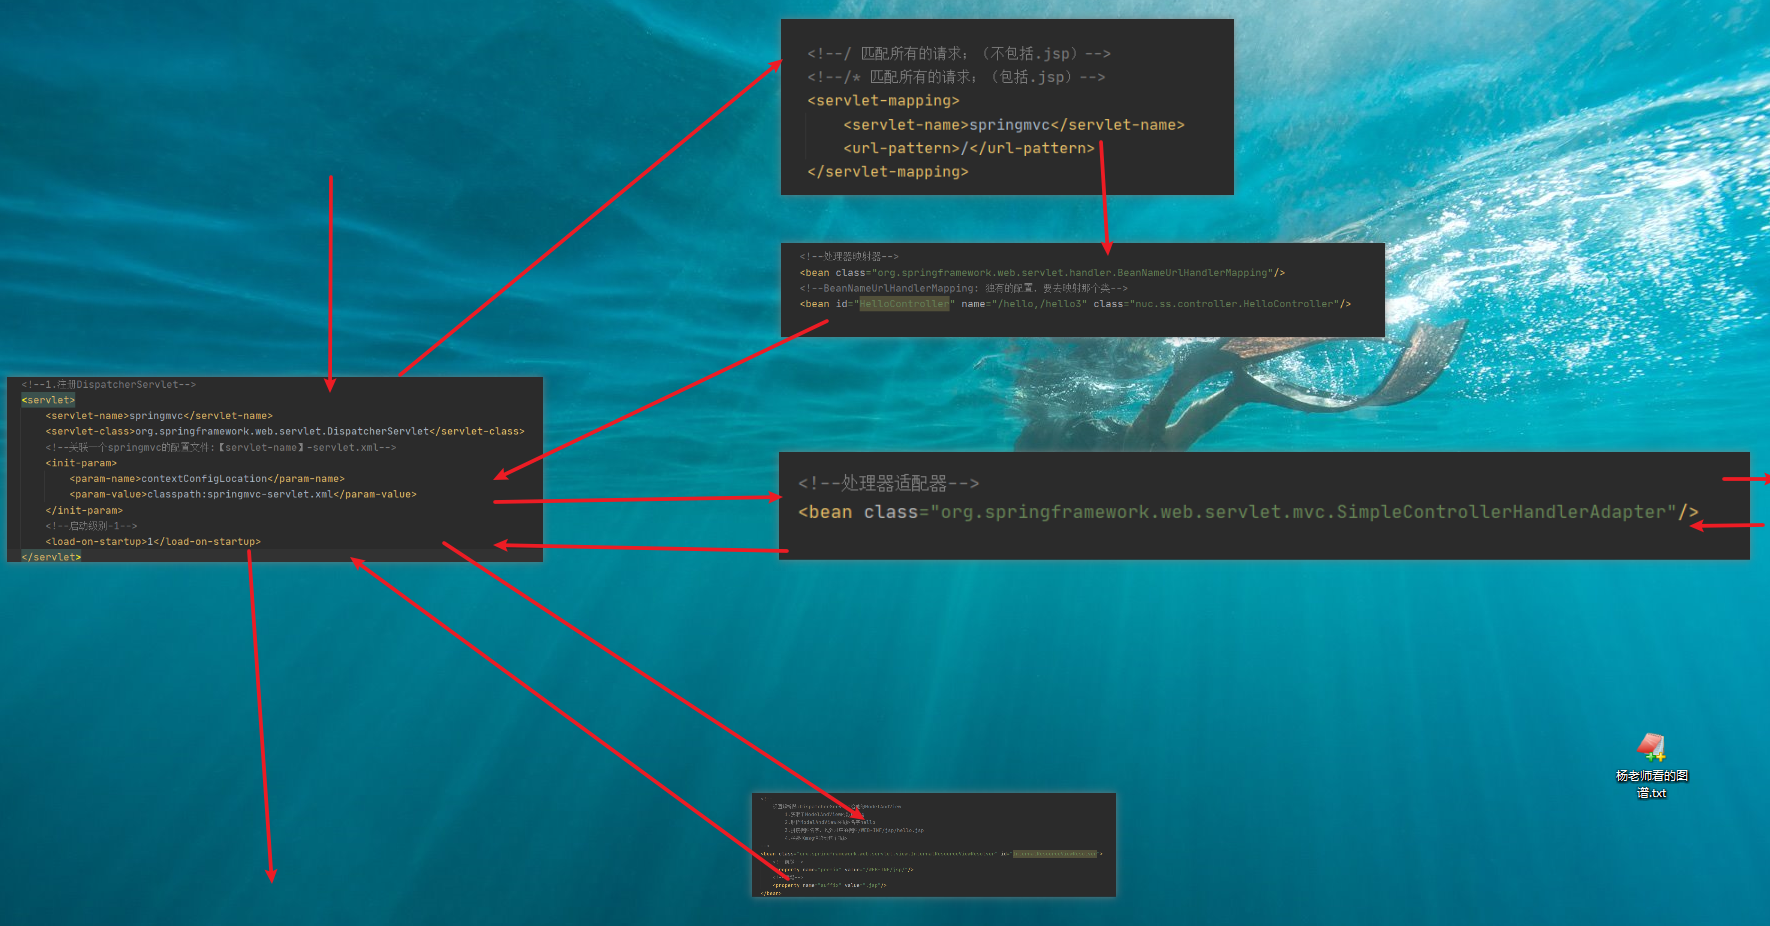 <!--/ 匹配所有的请求;（不包括.jsp）-->
<!--/* 匹配所有的请求;（包括.jsp）-->
<servlet-mapping>
<servlet-name>springmvc</servlet-name>
<url-pattern>/</url-pattern>
</servlet-mapping>
<!--处理器映射器-->
<bean class="org.springframework.web.servlet.handler.BeanNameUrlHandlerMapping"/>
<!--BeanNameUrlHandlerMapping: 独有的配置，要去映射那个类-->
<bean id="HelloController" name="/hello,/hello3" class="nuc.ss.controller.HelloController"/>
<!--1.注册DispatcherServlet-->
<servlet>
<servlet-name>springmvc</servlet-name>
<servlet-class>org.springframework.web.servlet.DispatcherServlet</servlet-class>
<!--关联一个springmvc的配置文件:【servlet-name】-servlet.xml-->
<init-param>
<param-name>contextConfigLocation</param-name>
<param-value>classpath:springmvc-servlet.xml</param-value>
</init-param>
<!--启动级别-1-->
<load-on-startup>1</load-on-startup>
</servlet>
<!--处理器适配器-->
<bean class="org.springframework.web.servlet.mvc.SimpleControllerHandlerAdapter"/>
<property name="suffix" value=".jsp"/>
</bean>
杨老师看的图
谱.txt